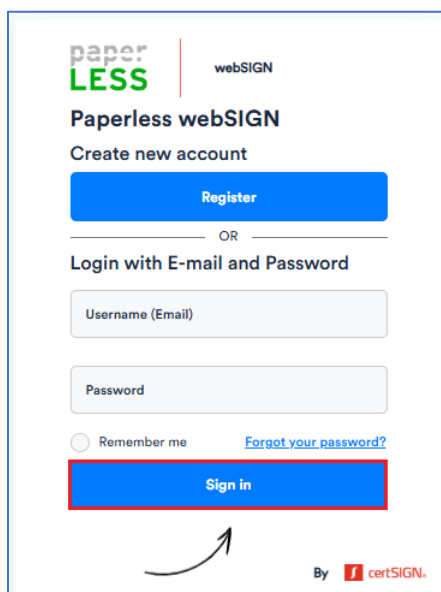 paper
LESS
webSIGN
Paperless webSIGN
Create new account
Register
OR
Login with E-mail and Password
Username (Email)
Password
Remember me Forgot your password?
Sign in
By certSIGN®